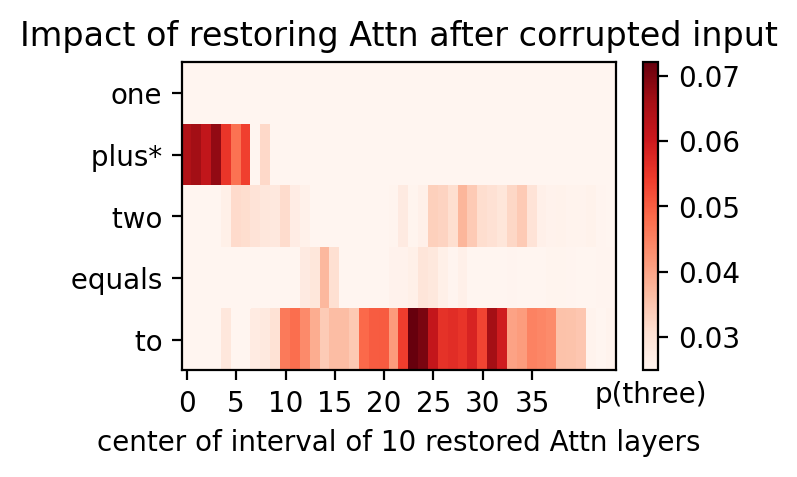 Impact of restoring Attn after corrupted input
one
plus*
two
equals
to
0 5 10 15 20 25 30 35
center of interval of 10 restored Attn layers
0.07
0.06
0.05
0.04
0.03
p(three)